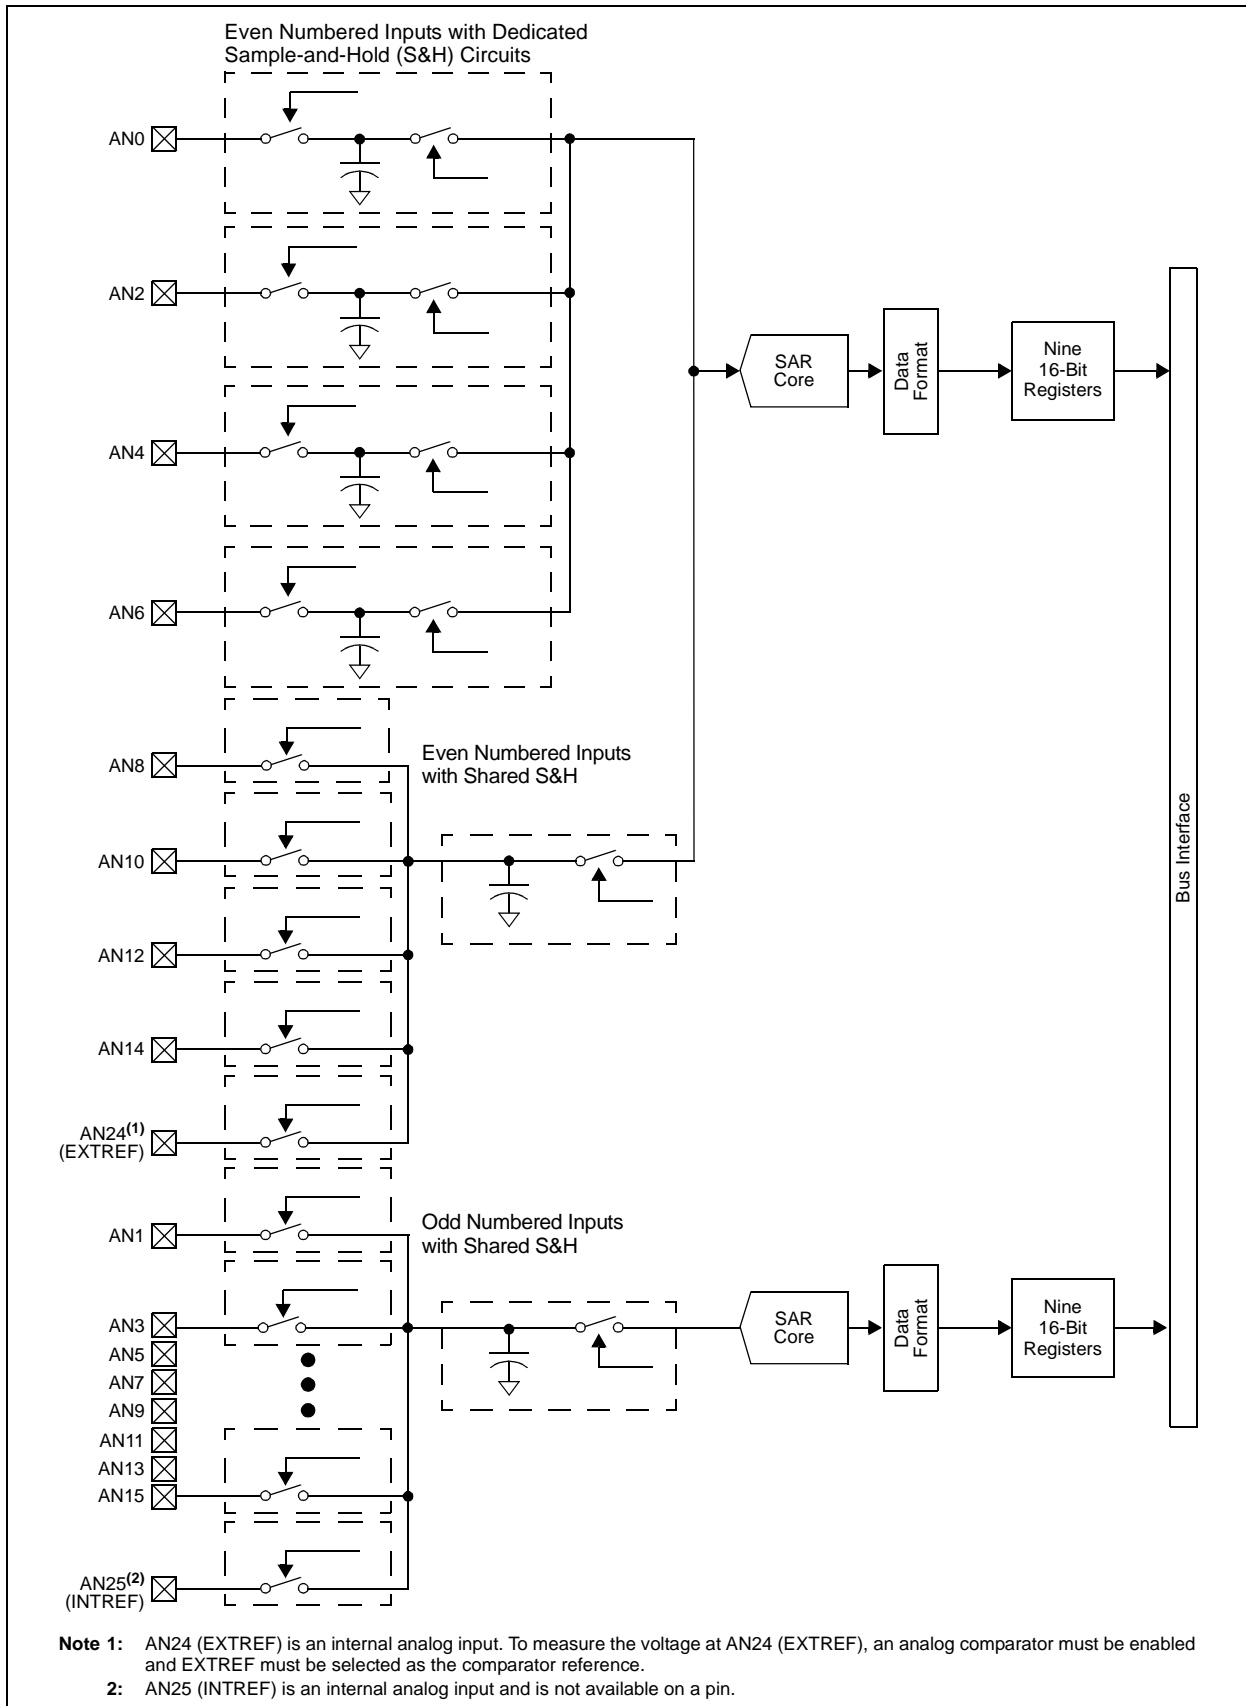 Even Numbered Inputs with Dedicated
Sample-and-Hold (S&H) Circuits
AN0
AN2
AN4
AN6
SAR
Core
Data
Format
Nine
16-Bit
Registers
Bus Interface
AN8
Even Numbered Inputs
with Shared S&H
AN10
AN12
AN14
AN24(1)
(EXTREF)
AN1
Odd Numbered Inputs
with Shared S&H
AN3
AN5
AN7
AN9
AN11
AN13
AN15
SAR
Core
Data
Format
Nine
16-Bit
Registers
AN25(2)
(INTREF)
Note 1: AN24 (EXTREF) is an internal analog input. To measure the voltage at AN24 (EXTREF), an analog comparator must be enabled
and EXTREF must be selected as the comparator reference.
2: AN25 (INTREF) is an internal analog input and is not available on a pin.